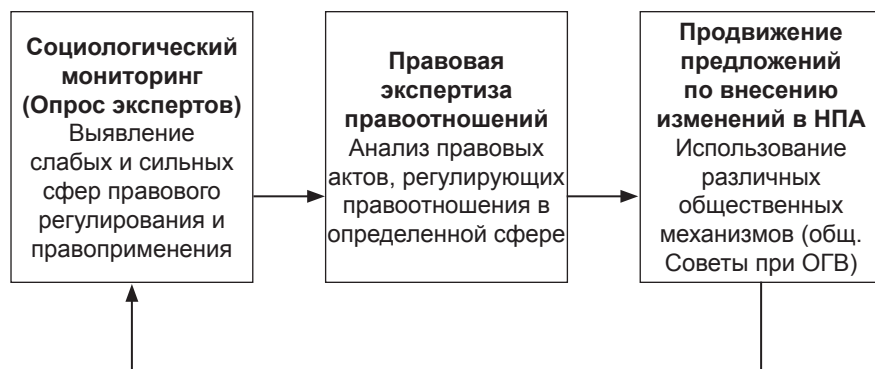 Социологический
мониторинг
(Опрос экспертов)
Выявление
слабых и сильных
сфер правового
регулирования и
правоприменения
Правовая
экспертиза
правоотношений
Анализ правовых
актов, регулирующих
правоотношения в
определенной сфере
Продвижение
предложений
по внесению
изменений в НПА
Использование
различных
общественных
механизмов (общ.
Советы при ОГВ)